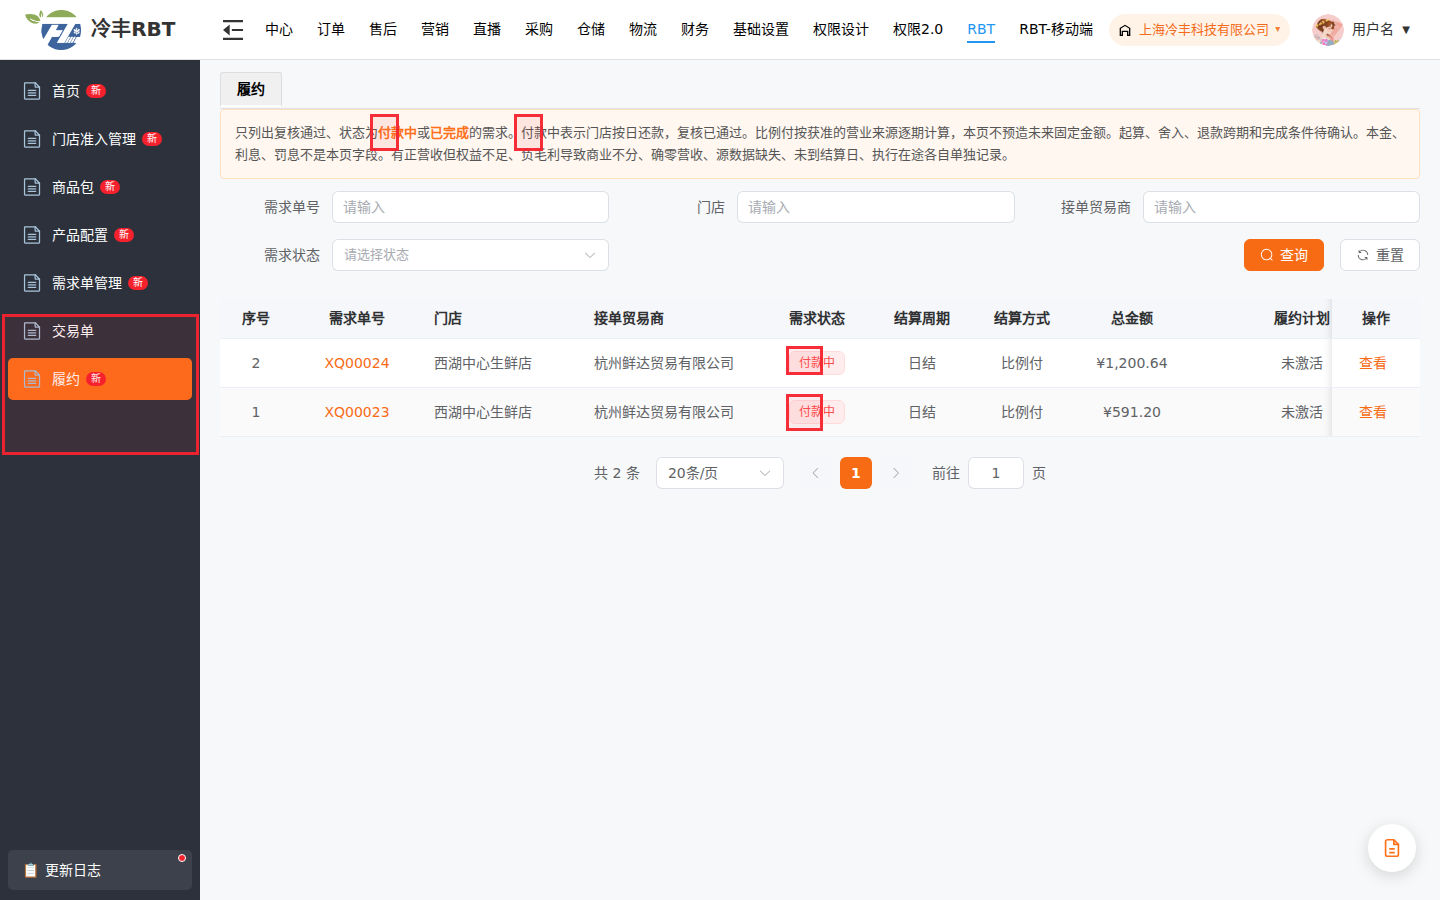 冷丰RBT
中心 订单 售后 营销 直播 采购 仓储 物流 财务 基础设置 权限设计 权限2.0 RBT RBT-移动端 上海冷丰科技有限公司 ▾ 用户名 ▼
首页 新
门店准入管理 新
商品包 新
产品配置 新
需求单管理 新
交易单
履约 新
更新日志
履约
只列出复核通过、状态为付款中或已完成的需求。付款中表示门店按日还款，复核已通过。比例付按获准的营业来源逐期计算，本页不预造未来固定金额。起算、舍入、退款跨期和完成条件待确认。本金、
利息、罚息不是本页字段。有正营收但权益不足、负毛利导致商业不分、确零营收、源数据缺失、未到结算日、执行在途各自单独记录。
需求单号 请输入 门店 请输入 接单贸易商 请输入
需求状态 请选择状态 查询 重置
序号 需求单号 门店 接单贸易商 需求状态 结算周期 结算方式 总金额 履约计划 操作
2 XQ00024 西湖中心生鲜店 杭州鲜达贸易有限公司 付款中 日结 比例付 ¥1,200.64 未激活 查看
1 XQ00023 西湖中心生鲜店 杭州鲜达贸易有限公司 付款中 日结 比例付 ¥591.20 未激活 查看
共 2 条 20条/页 1 前往 1 页